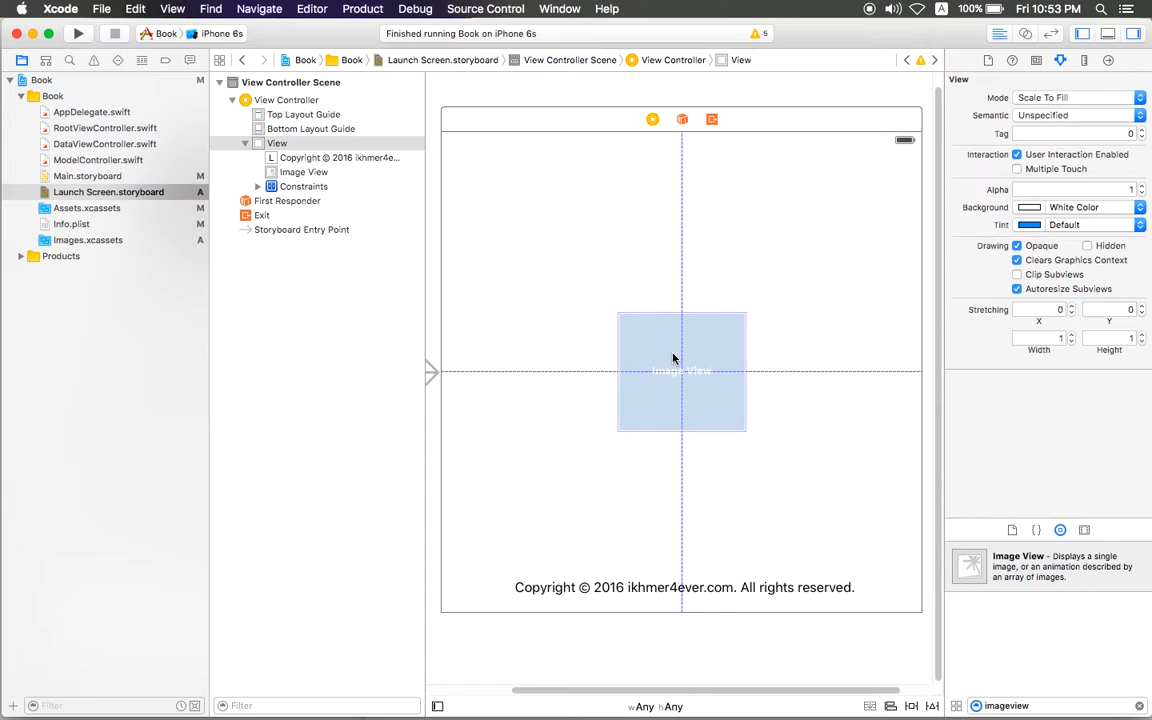 Xcode File Edit View Find Navigate Editor Product Debug Source Control Window Help A 100% Fri 10:53 PM
Book iPhone 6s Finished running Book on iPhone 6s 5
Book Book Launch Screen.storyboard View Controller Scene View Controller View
Book M
Book
AppDelegate.swift
RootViewController.swift
DataViewController.swift
ModelController.swift
Main.storyboard M
Launch Screen.storyboard A
Assets.xcassets M
Info.plist M
Images.xcassets A
Products
View Controller Scene
View Controller
Top Layout Guide
Bottom Layout Guide
View
L Copyright © 2016 ikhmer4e...
Image View
Constraints
First Responder
Exit
Storyboard Entry Point
Image View
Copyright © 2016 ikhmer4ever.com. All rights reserved.
View
Mode Scale To Fill
Semantic Unspecified
Tag 0
Interaction User Interaction Enabled
Multiple Touch
Alpha 1
Background White Color
Tint Default
Drawing Opaque Hidden
Clears Graphics Context
Clip Subviews
Autoresize Subviews
Stretching 0 0
X Y
1 1
Width Height
Image View - Displays a single
image, or an animation described by
an array of images.
Filter Filter wAny hAny imageview